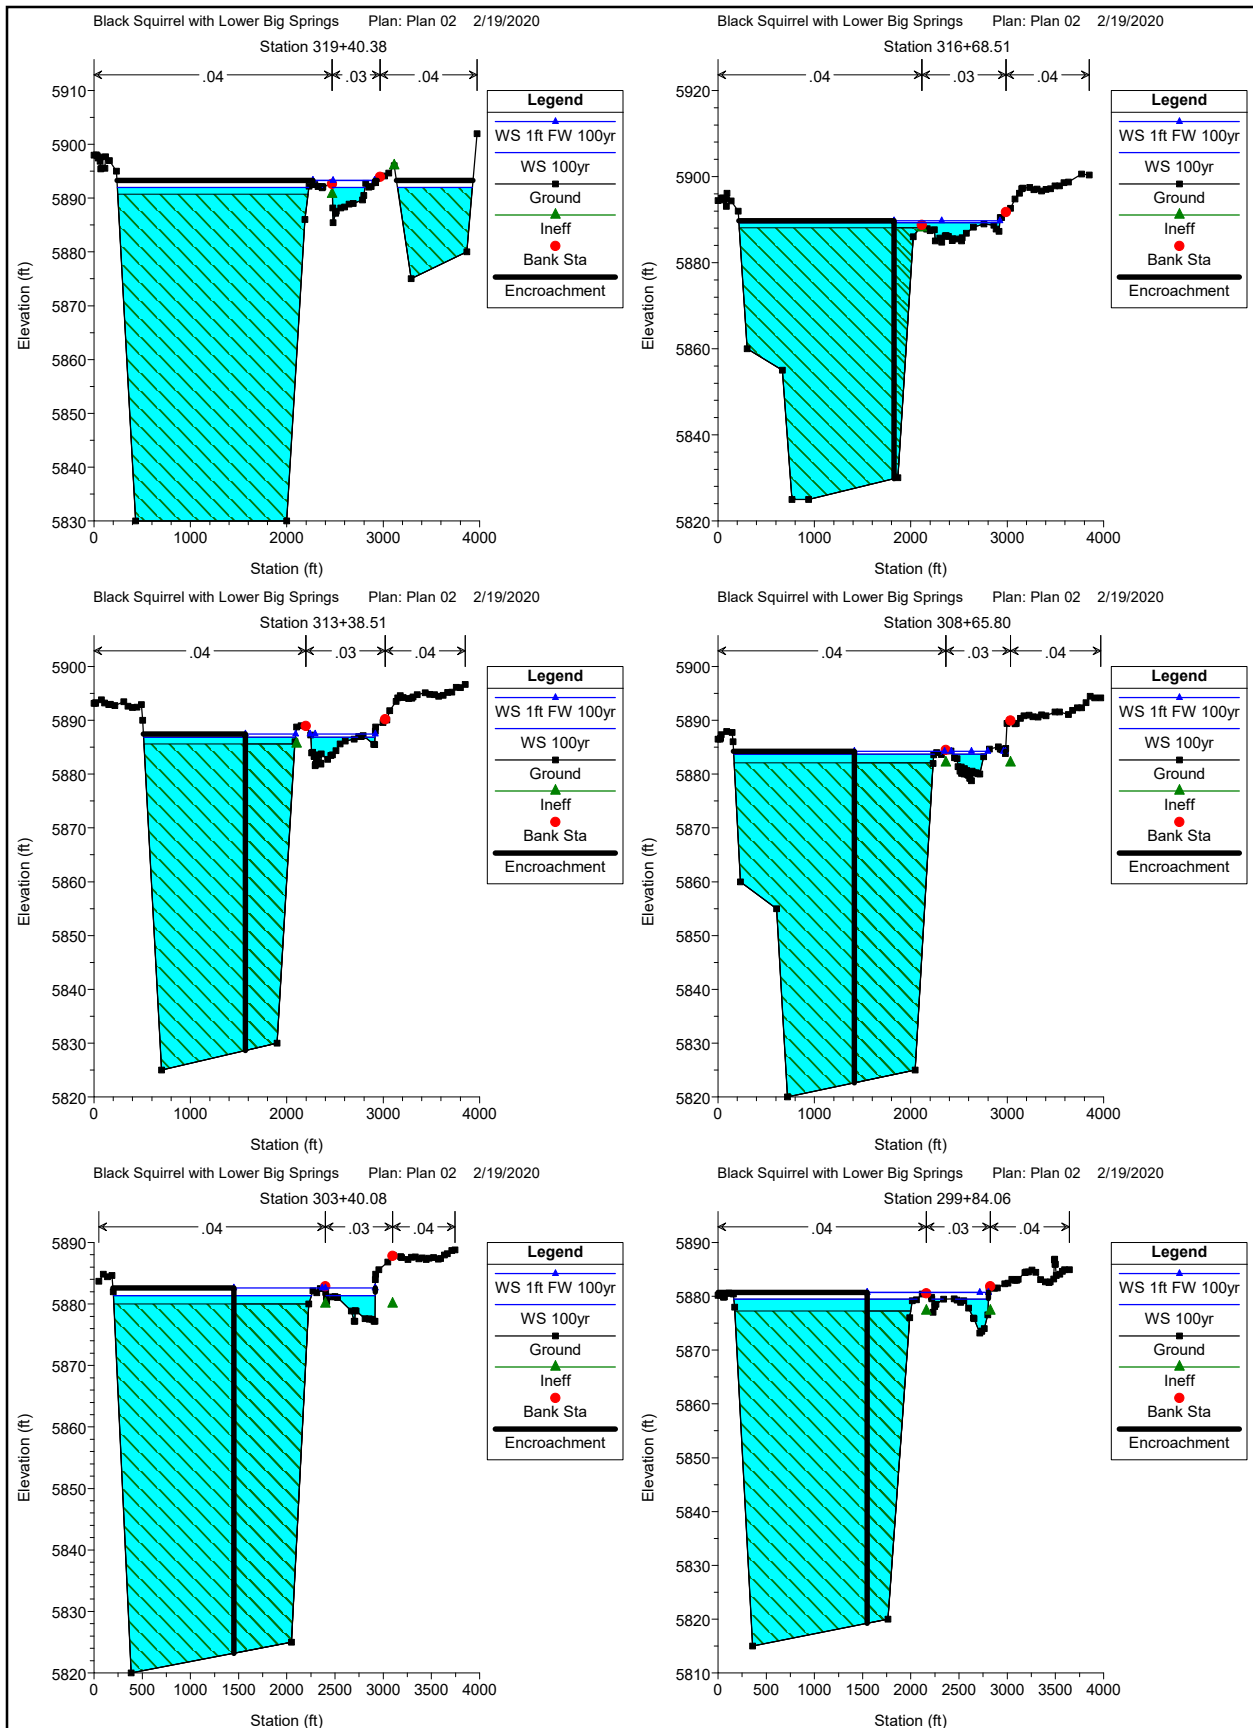 Black Squirrel with Lower Big Springs Plan: Plan 02 2/19/2020
Station 319+40.38
.04 .03 .04
5910
5900
5890
5880
5870
5860
5850
5840
5830
Elevation (ft)
0 1000 2000 3000 4000
Station (ft)
Legend
WS 1ft FW 100yr
WS 100yr
Ground
Ineff
Bank Sta
Encroachment
Black Squirrel with Lower Big Springs Plan: Plan 02 2/19/2020
Station 316+68.51
.04 .03 .04
5920
5900
5880
5860
5840
5820
Elevation (ft)
0 1000 2000 3000 4000
Station (ft)
Legend
WS 1ft FW 100yr
WS 100yr
Ground
Ineff
Bank Sta
Encroachment
Black Squirrel with Lower Big Springs Plan: Plan 02 2/19/2020
Station 313+38.51
.04 .03 .04
5900
5890
5880
5870
5860
5850
5840
5830
5820
Elevation (ft)
0 1000 2000 3000 4000
Station (ft)
Legend
WS 1ft FW 100yr
WS 100yr
Ground
Ineff
Bank Sta
Encroachment
Black Squirrel with Lower Big Springs Plan: Plan 02 2/19/2020
Station 308+65.80
.04 .03 .04
5900
5890
5880
5870
5860
5850
5840
5830
5820
Elevation (ft)
0 1000 2000 3000 4000
Station (ft)
Legend
WS 1ft FW 100yr
WS 100yr
Ground
Ineff
Bank Sta
Encroachment
Black Squirrel with Lower Big Springs Plan: Plan 02 2/19/2020
Station 303+40.08
.04 .03 .04
5890
5880
5870
5860
5850
5840
5830
5820
Elevation (ft)
0 500 1000 1500 2000 2500 3000 3500 4000
Station (ft)
Legend
WS 1ft FW 100yr
WS 100yr
Ground
Ineff
Bank Sta
Encroachment
Black Squirrel with Lower Big Springs Plan: Plan 02 2/19/2020
Station 299+84.06
.04 .03 .04
5890
5880
5870
5860
5850
5840
5830
5820
5810
Elevation (ft)
0 500 1000 1500 2000 2500 3000 3500 4000
Station (ft)
Legend
WS 1ft FW 100yr
WS 100yr
Ground
Ineff
Bank Sta
Encroachment